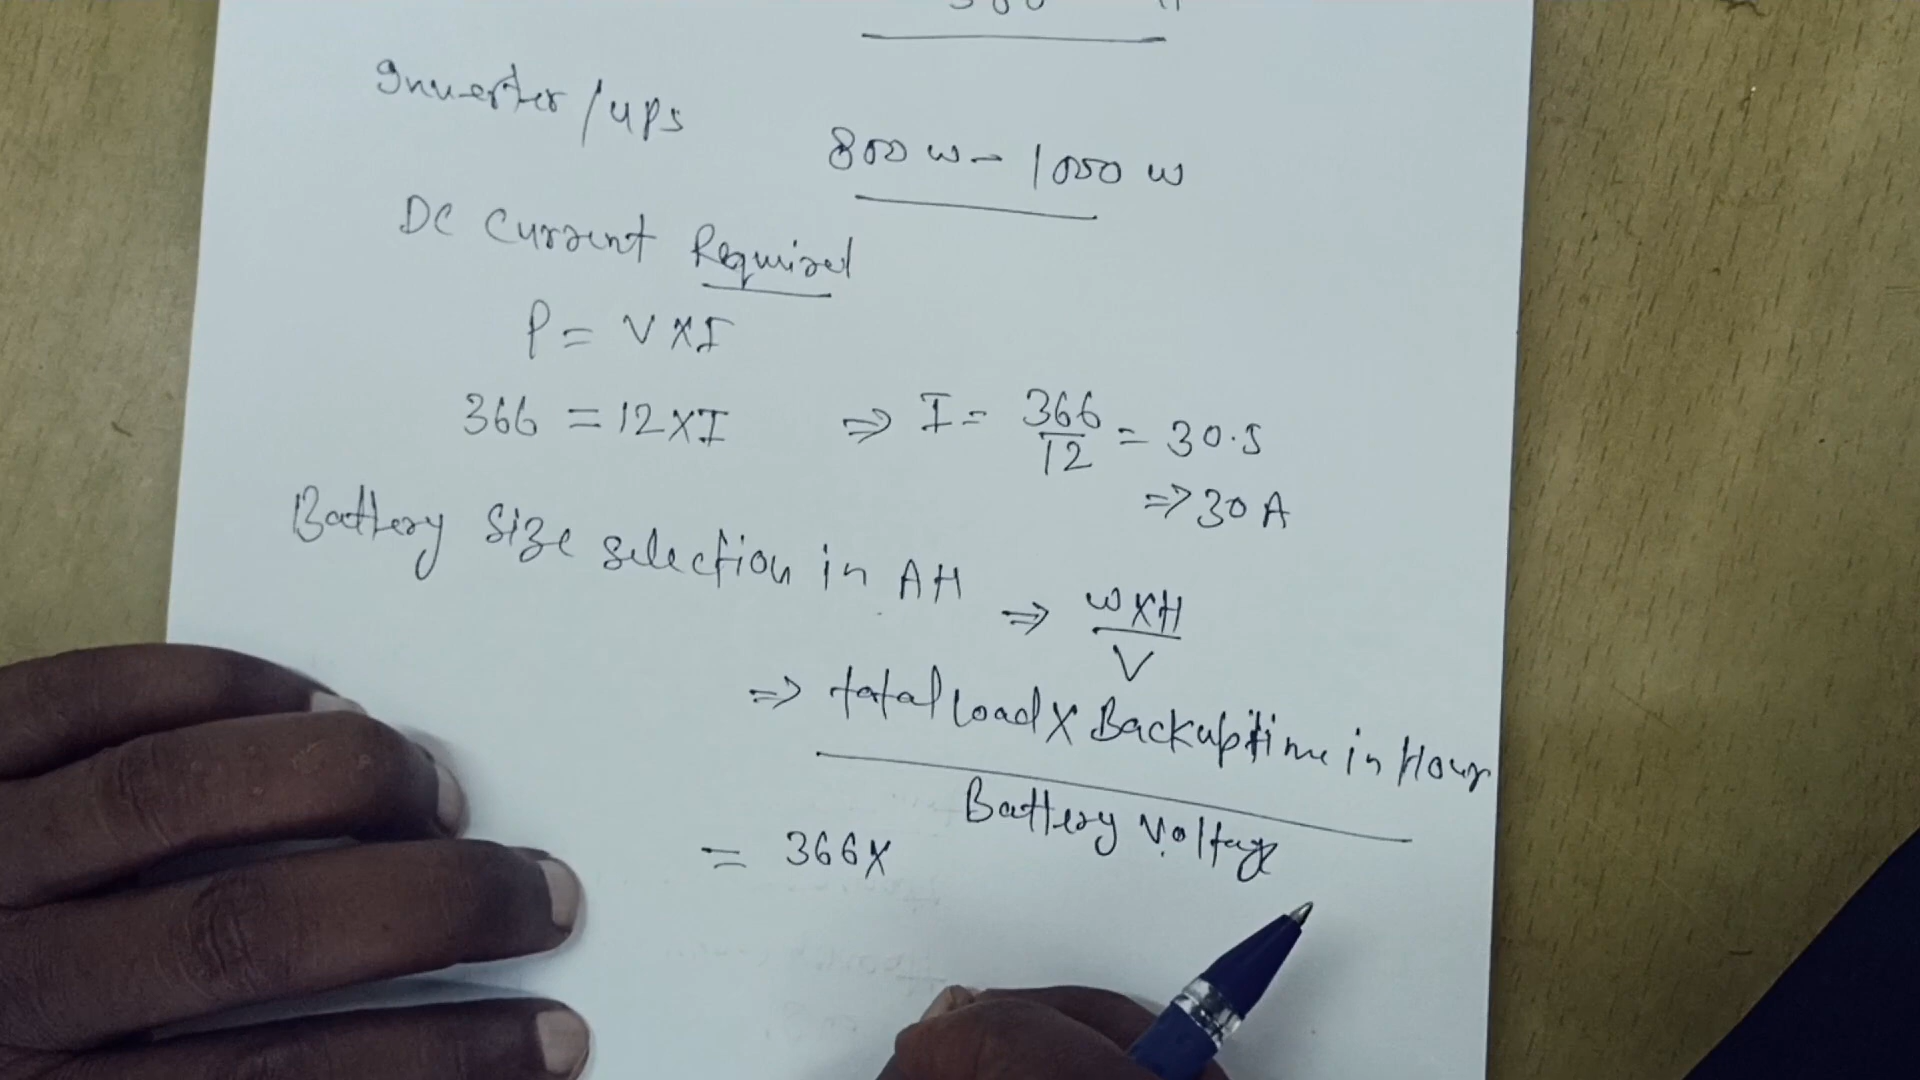 Inverter/ups
800 w - 1000 w
DC Current Required
P = V X I
366 = 12 X I ⇒ I = 366/12 = 30.5
⇒ 30 A
Battery Size selection in AH ⇒ W X H / V
⇒ total load X Backup time in Hour
Battery Voltage
= 366 X